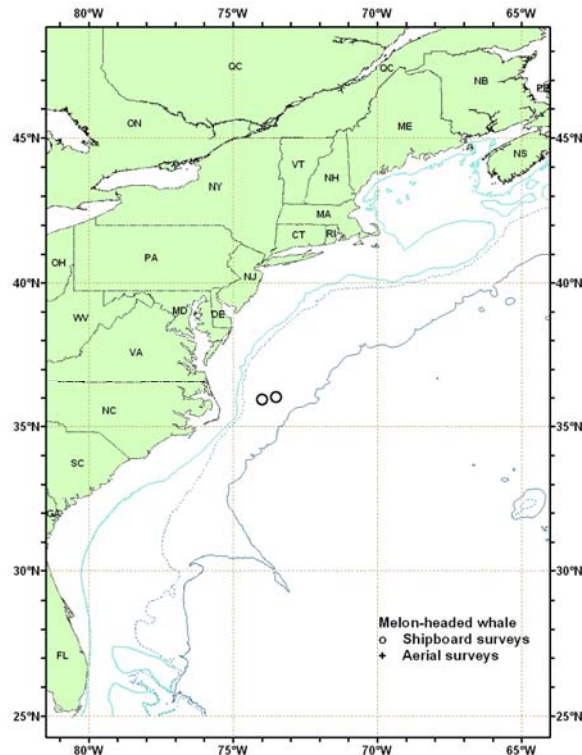 80°W 75°W 70°W 65°W
QC QC NB PE
ON ME
45°N 45°N
VT NS
NH
NY
MA
CT RI
OH PA
40°N NJ 40°N
MD DE
WV
VA
NC
35°N 35°N
SC
GA
30°N 30°N
Melon-headed whale
Shipboard surveys
Aerial surveys
FL
25°N 25°N
80°W 75°W 70°W 65°W